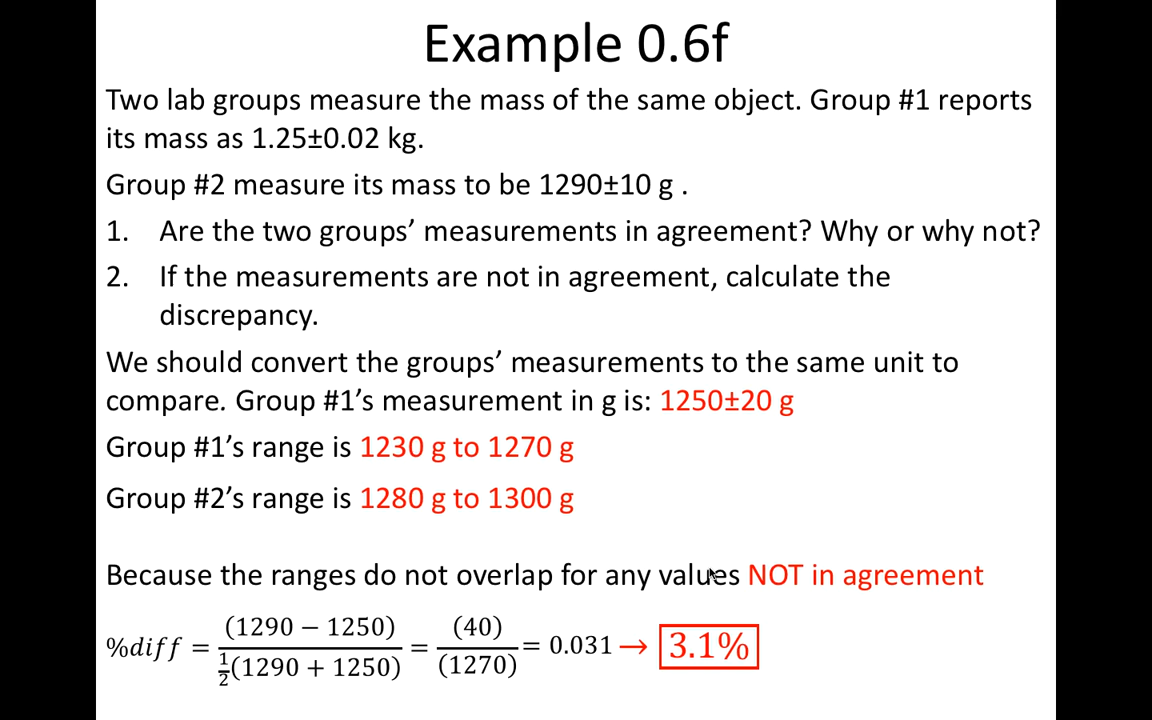 Example 0.6f
Two lab groups measure the mass of the same object. Group #1 reports
its mass as 1.25±0.02 kg.
Group #2 measure its mass to be 1290±10 g .
1. Are the two groups’ measurements in agreement? Why or why not?
2. If the measurements are not in agreement, calculate the
discrepancy.
We should convert the groups’ measurements to the same unit to
compare. Group #1’s measurement in g is: 1250±20 g
Group #1’s range is 1230 g to 1270 g
Group #2’s range is 1280 g to 1300 g
Because the ranges do not overlap for any values NOT in agreement
%diff = (1290 − 1250) / ½(1290 + 1250) = (40) / (1270) = 0.031 → 3.1%